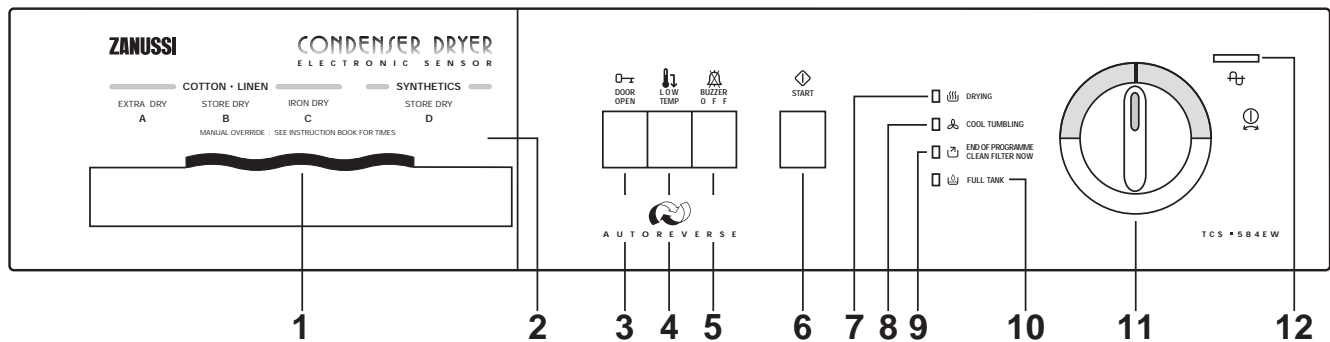 ZANUSSI
CONDENSER DRYER
ELECTRONIC SENSOR
COTTON • LINEN
SYNTHETICS
EXTRA DRY
STORE DRY
IRON DRY
STORE DRY
A
B
C
D
MANUAL OVERRIDE : SEE INSTRUCTION BOOK FOR TIMES
DOOR
OPEN
LOW
TEMP
BUZZER
OFF
START
DRYING
COOL TUMBLING
END OF PROGRAMME
CLEAN FILTER NOW
FULL TANK
AUTOREVERSE
TCS ▪ 584EW
1
2
3
4
5
6
7
8
9
10
11
12